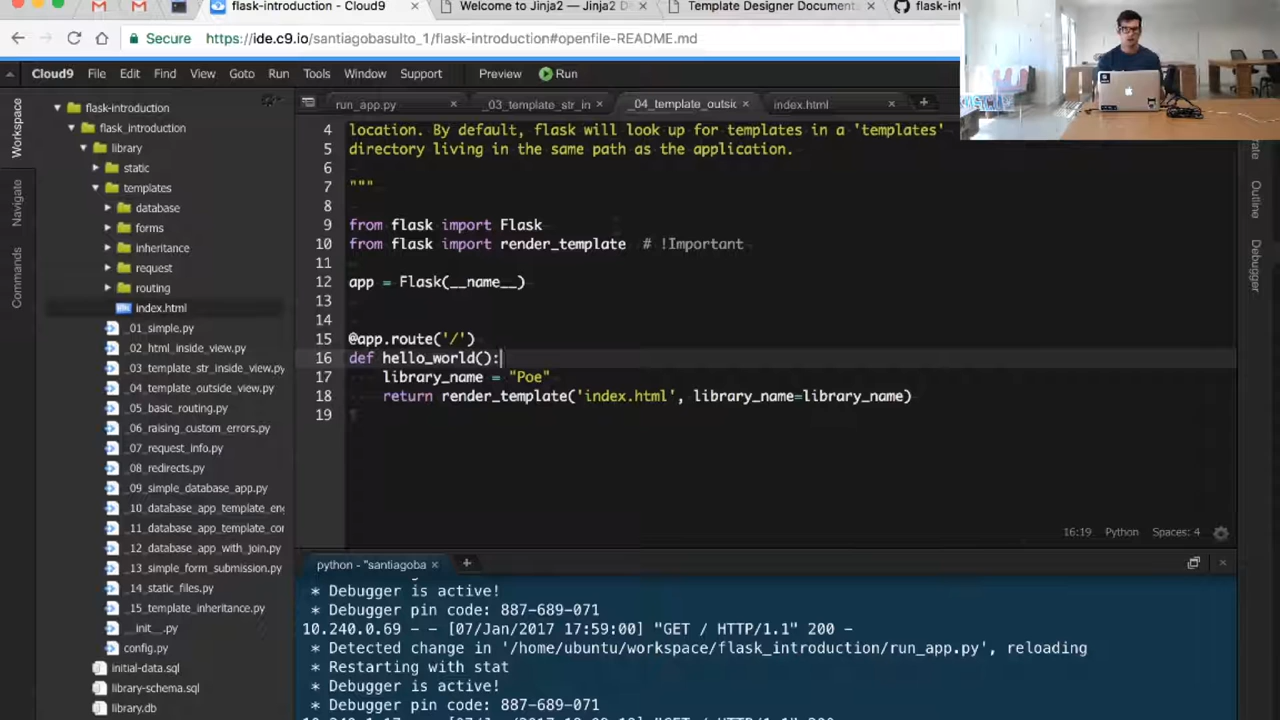 flask-introduction - Cloud9
Welcome to Jinja2 — Jinja2 D
Template Designer Document
flask-int
Secure
https://ide.c9.io/santiagobasulto_1/flask-introduction#openfile-README.md
Cloud9 File Edit Find View Goto Run Tools Window Support Preview Run
Workspace
Navigate
Commands
Outline
Debugger
flask-introduction
flask_introduction
library
static
templates
database
forms
inheritance
request
routing
index.html
_01_simple.py
_02_html_inside_view.py
_03_template_str_inside_view.py
_04_template_outside_view.py
_05_basic_routing.py
_06_raising_custom_errors.py
_07_request_info.py
_08_redirects.py
_09_simple_database_app.py
_10_database_app_template_en
_11_database_app_template_co
_12_database_app_with_join.py
_13_simple_form_submission.py
_14_static_files.py
_15_template_inheritance.py
__init__.py
config.py
initial-data.sql
library-schema.sql
library.db
run_app.py
_03_template_str_in
_04_template_outsic
index.html
4 location. By default, flask will look up for templates in a 'templates'
5 directory living in the same path as the application.
6
7 """
8
9 from flask import Flask
10 from flask import render_template # !Important
11
12 app = Flask(__name__)
13
14
15 @app.route('/')
16 def hello_world():
17 library_name = "Poe"
18 return render_template('index.html', library_name=library_name)
19
16:19 Python Spaces: 4
python - "santiagoba
* Debugger is active!
* Debugger pin code: 887-689-071
10.240.0.69 - - [07/Jan/2017 17:59:00] "GET / HTTP/1.1" 200 -
* Detected change in '/home/ubuntu/workspace/flask_introduction/run_app.py', reloading
* Restarting with stat
* Debugger is active!
* Debugger pin code: 887-689-071